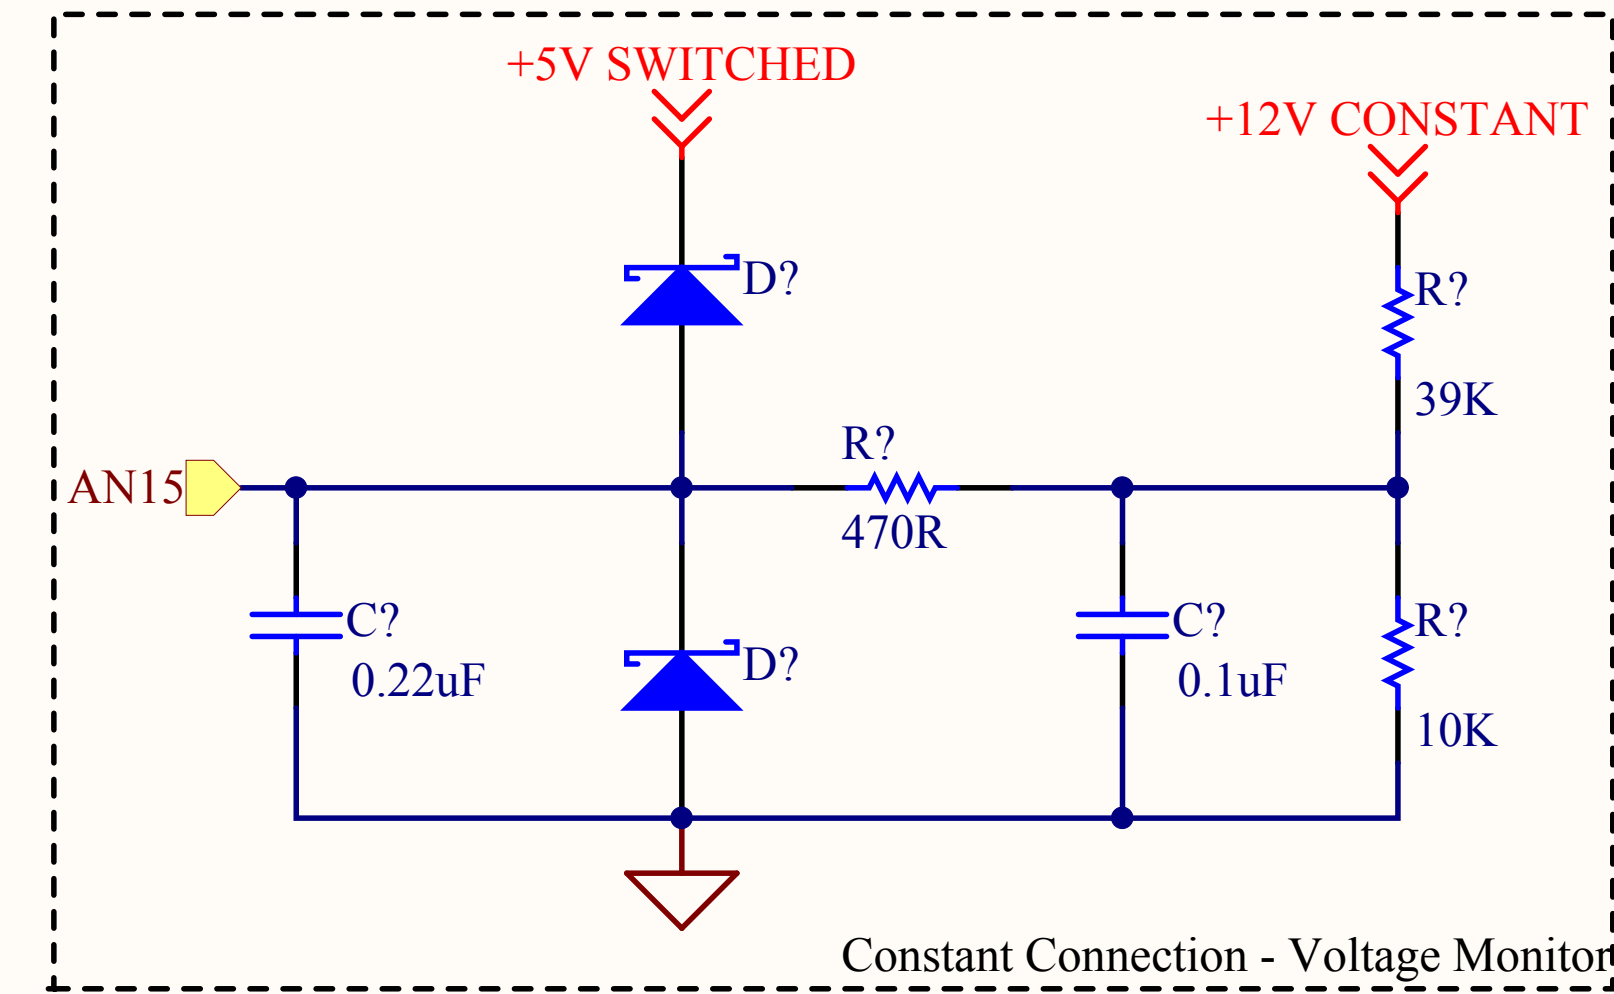 +5V SWITCHED
+12V CONSTANT
D?
R?
39K
R?
AN15
470R
C?
0.22uF
D?
C?
0.1uF
R?
10K
Constant Connection - Voltage Monitor